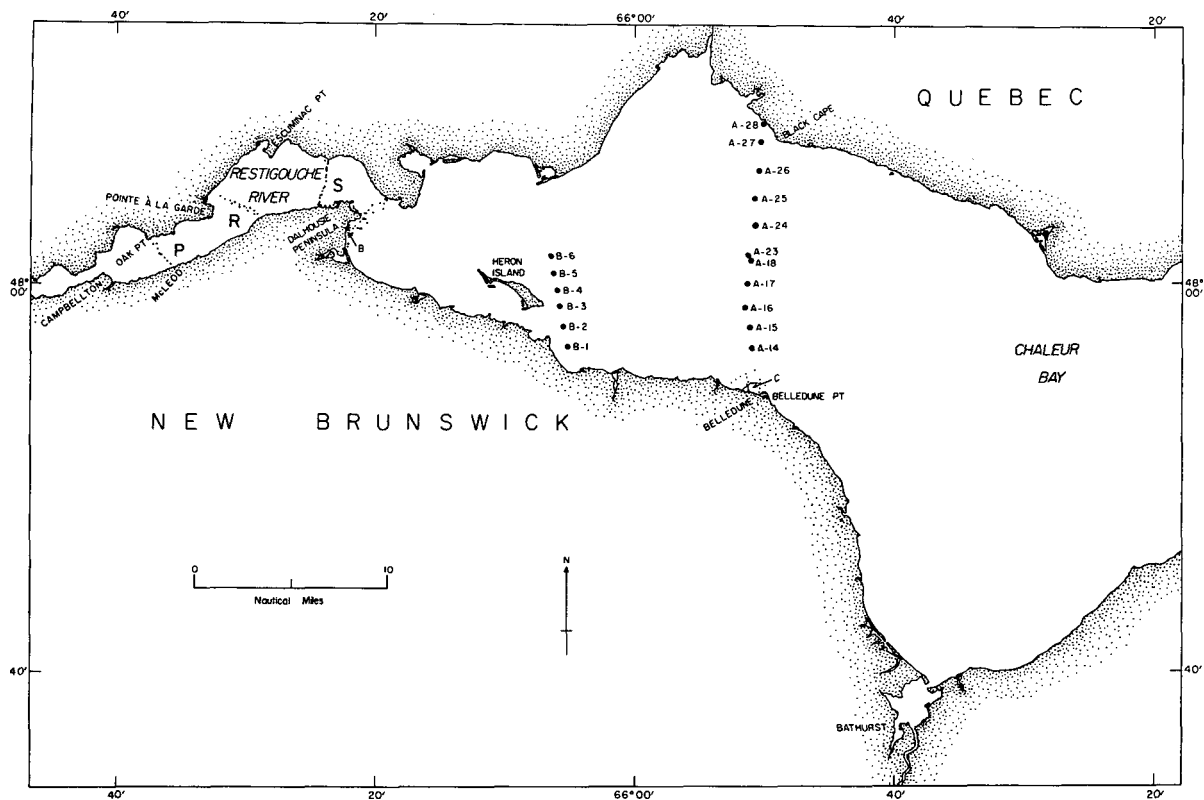 40′
20′
66°00′
40′
20′
QUEBEC
ESCUMINAC PT
RESTIGOUCHE
RIVER
S
POINTE À LA GARDE
R
P
OAK PT
DALHOUSE
PENINSULA
B
CAMPBELLTON
McLEOD
HERON
ISLAND
B-6
B-5
B-4
B-3
B-2
B-1
A-28
BLACK CAPE
A-27
A-26
A-25
A-24
A-23
A-18
A-17
A-16
A-15
A-14
48°
00′
48°
00′
CHALEUR
BAY
C
BELLEDUNE PT
BELLEDUNE
NEW BRUNSWICK
0 10
Nautical Miles
N
40′
40′
BATHURST
40′
20′
66°00′
40′
20′